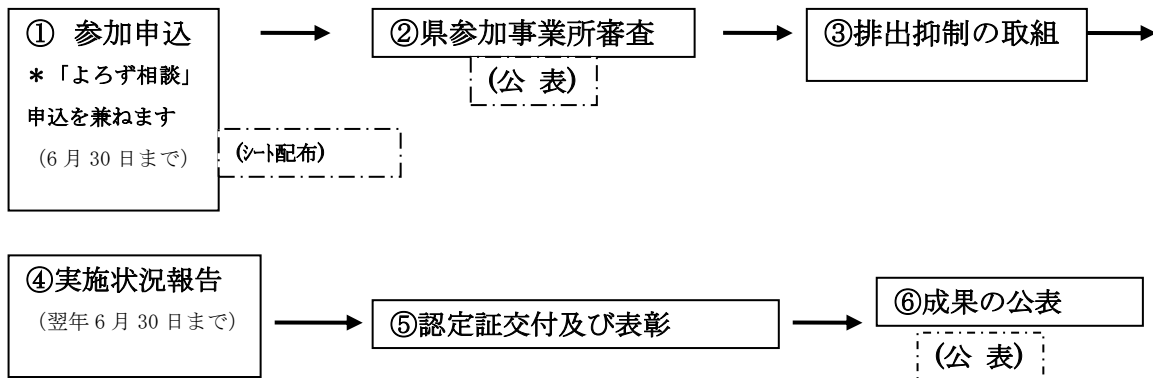 ① 参加申込
＊「よろず相談」
申込を兼ねます
（6月30日まで）
(ｼｰﾄ配布)
②県参加事業所審査
(公 表)
③排出抑制の取組
④実施状況報告
（翌年6月30日まで）
⑤認定証交付及び表彰
⑥成果の公表
(公 表)